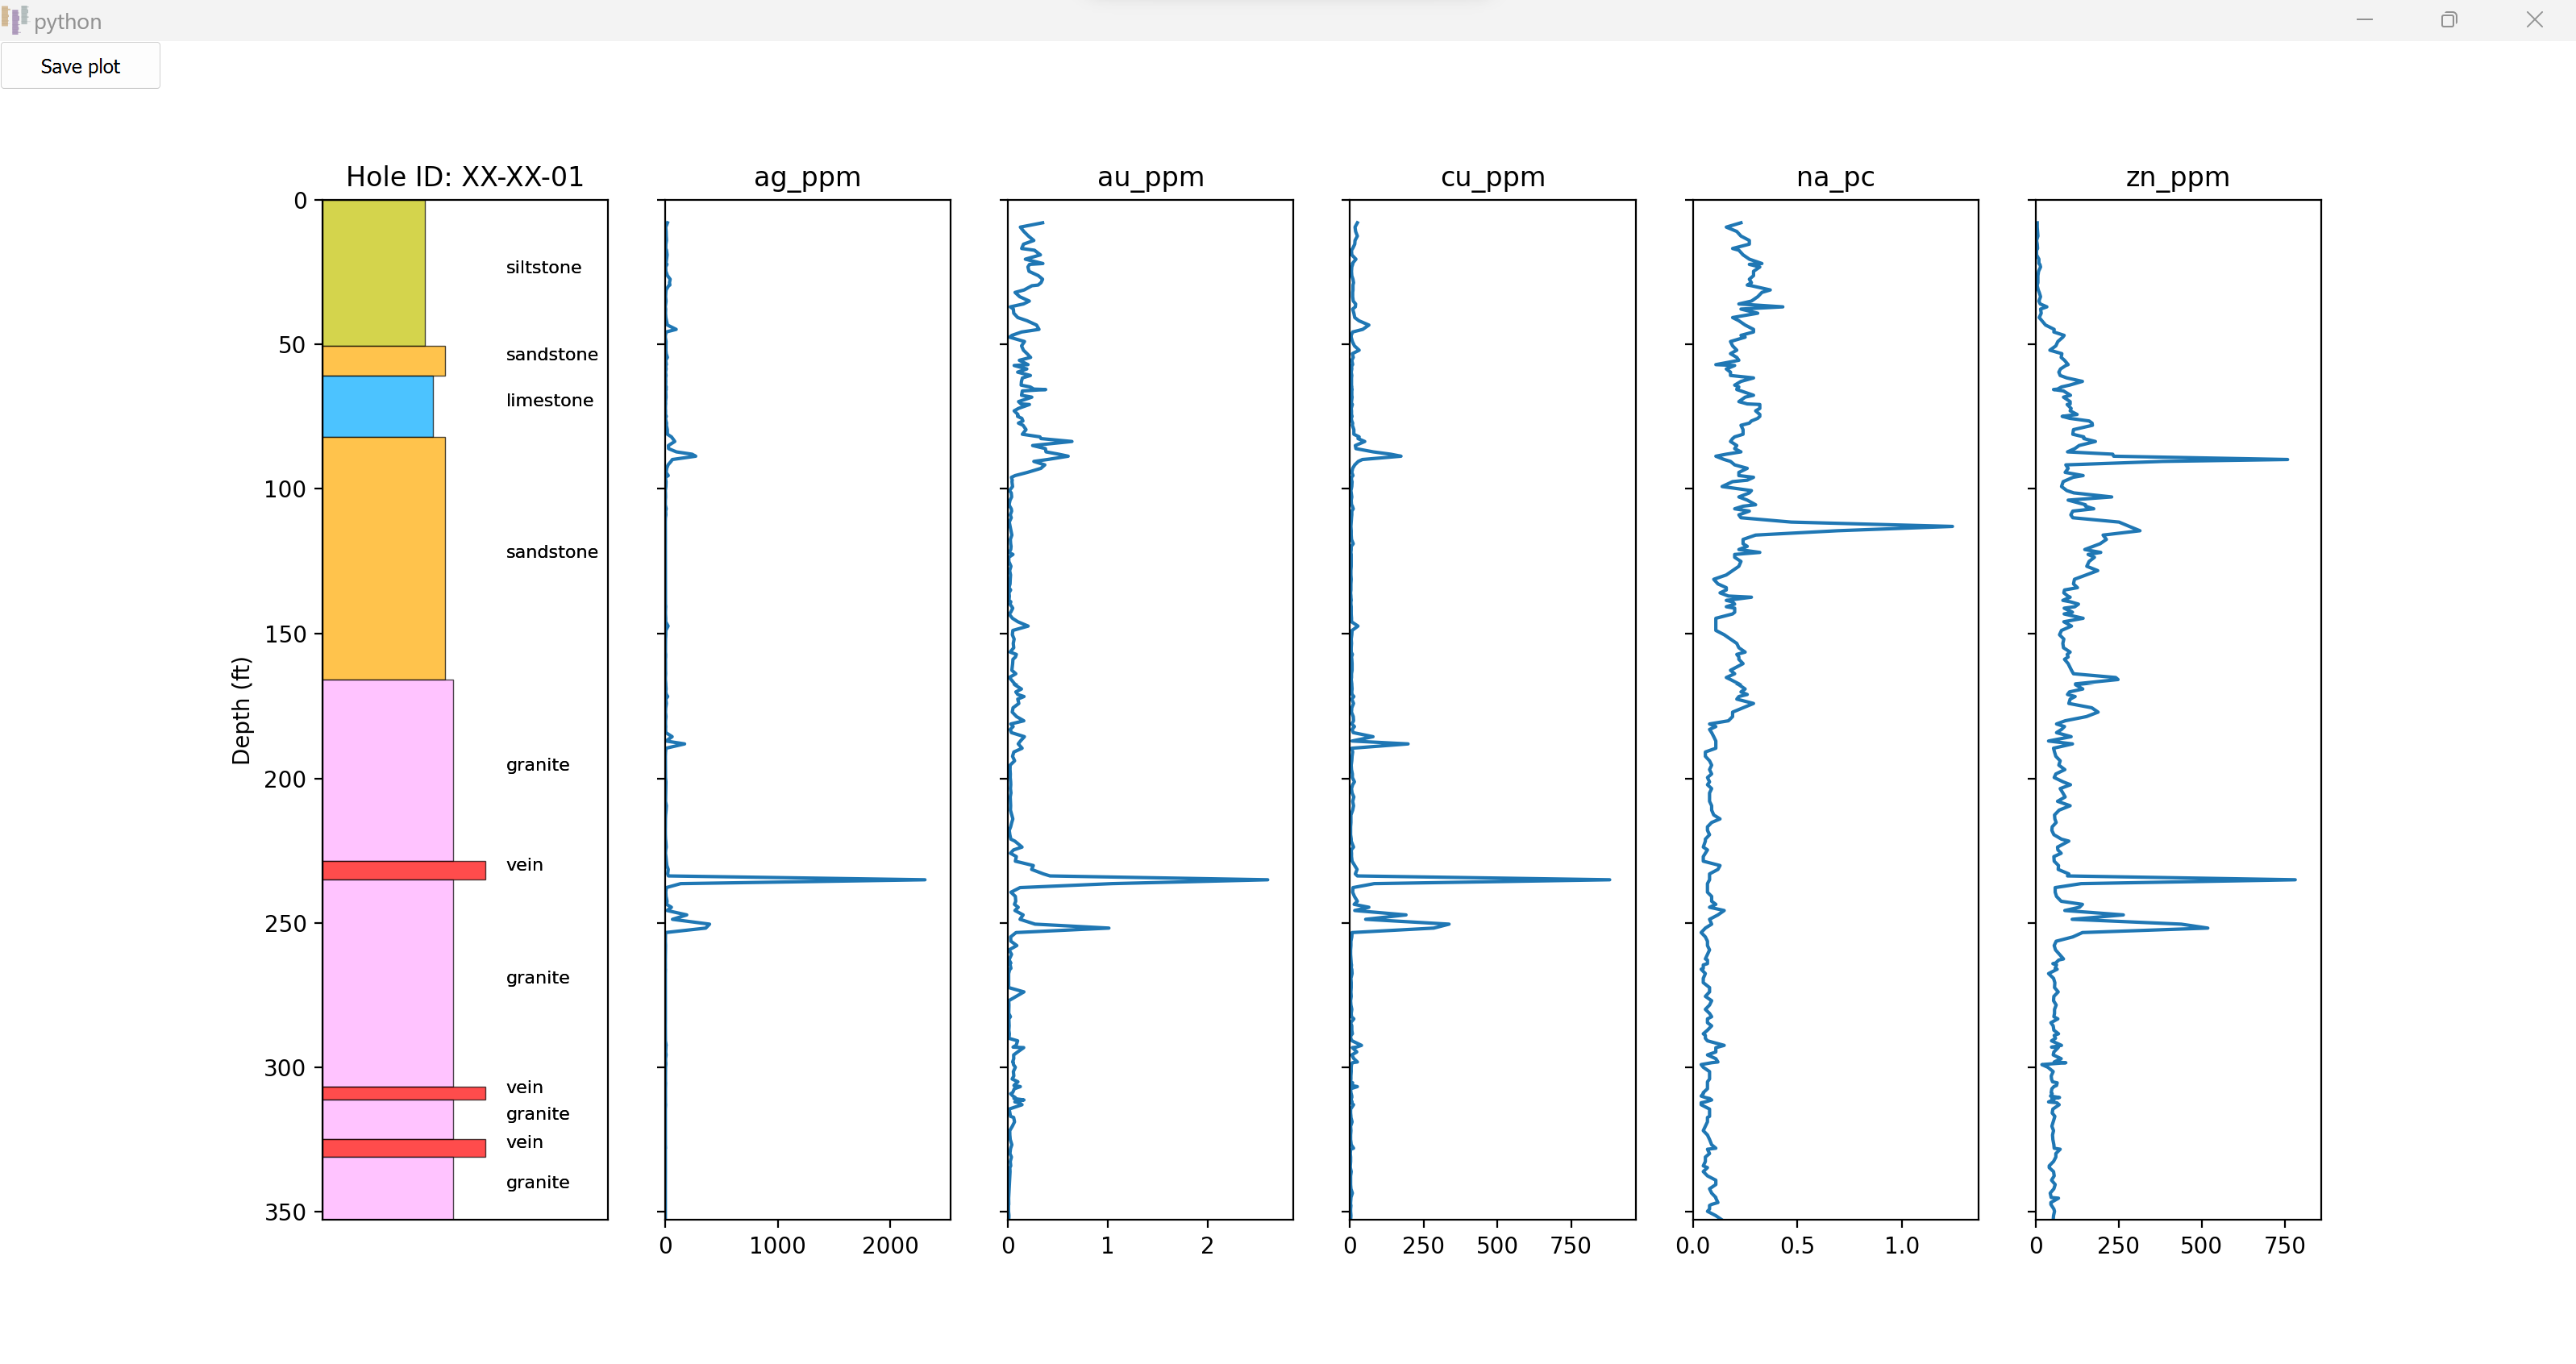 python
Save plot
Hole ID: XX-XX-01
ag_ppm
au_ppm
cu_ppm
na_pc
zn_ppm
Depth (ft)
0
50
100
150
200
250
300
350
siltstone
sandstone
limestone
sandstone
granite
vein
granite
vein
granite
vein
granite
0 1000 2000
0 1 2
0 250 500 750
0.0 0.5 1.0
0 250 500 750